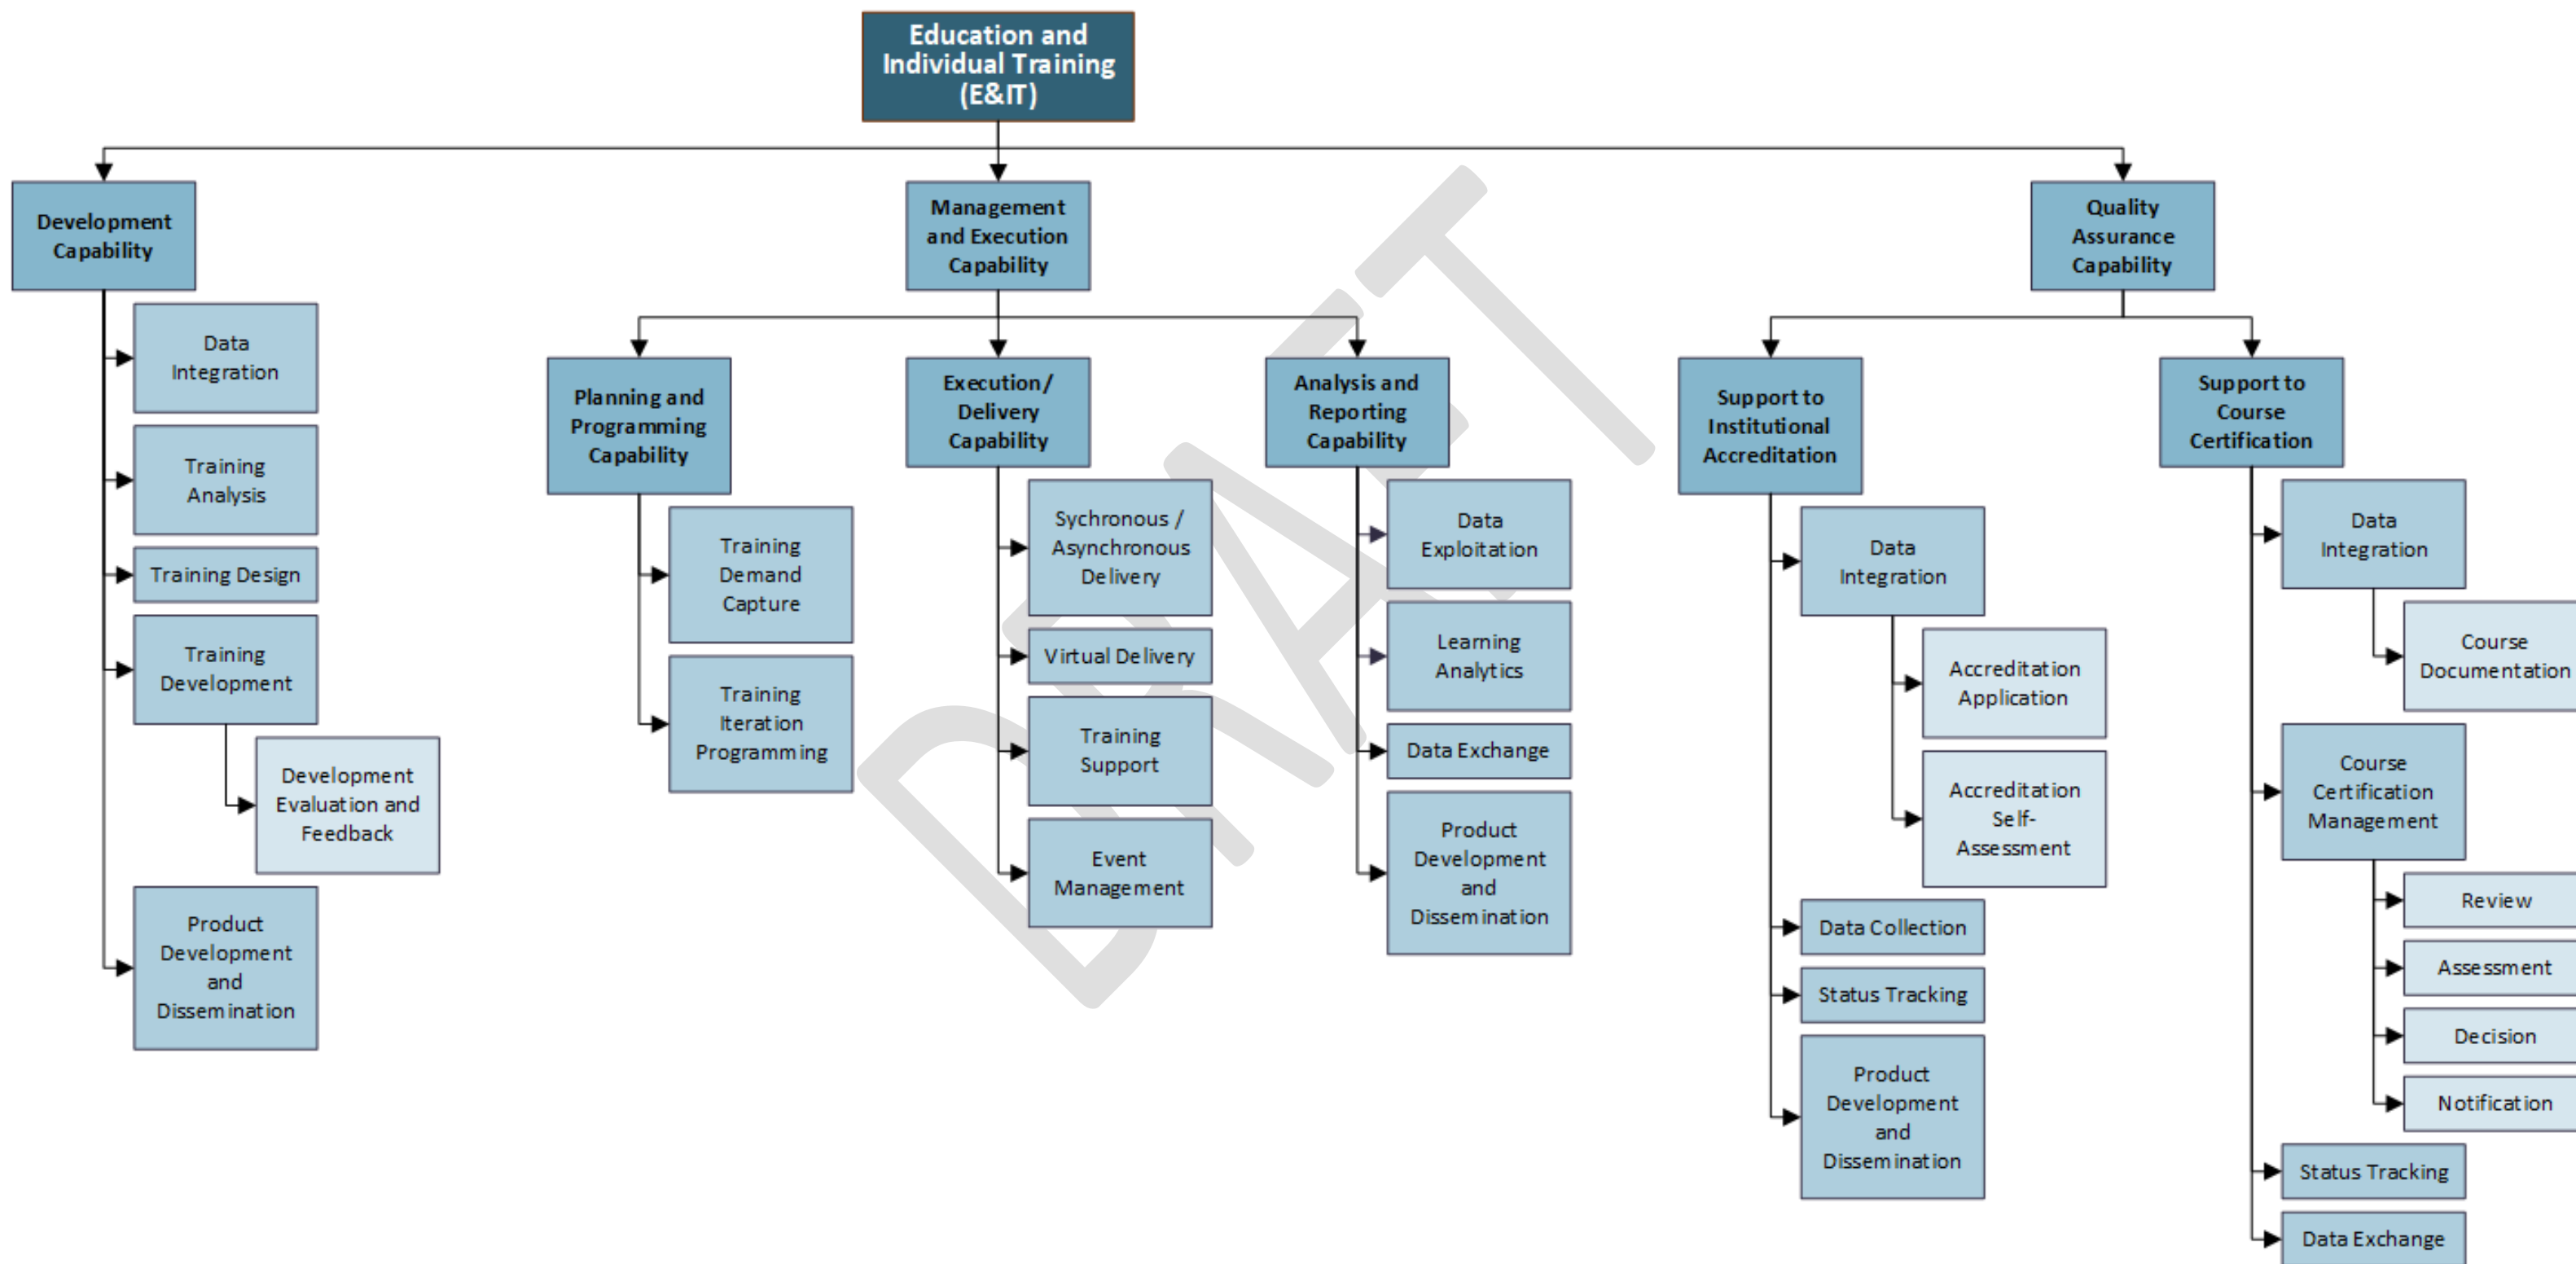 Education and
Individual Training
(E&IT)
Development
Capability
Data
Integration
Training
Analysis
Training Design
Training
Development
Development
Evaluation and
Feedback
Product
Development
and
Dissemination
Management
and Execution
Capability
Planning and
Programming
Capability
Training
Demand
Capture
Training
Iteration
Programming
Execution/
Delivery
Capability
Sychronous /
Asynchronous
Delivery
Virtual Delivery
Training
Support
Event
Management
Analysis and
Reporting
Capability
Data
Exploitation
Learning
Analytics
Data Exchange
Product
Development
and
Dissemination
Quality
Assurance
Capability
Support to
Institutional
Accreditation
Data
Integration
Accreditation
Application
Accreditation
Self-
Assessment
Data Collection
Status Tracking
Product
Development
and
Dissemination
Support to
Course
Certification
Data
Integration
Course
Documentation
Course
Certification
Management
Review
Assessment
Decision
Notification
Status Tracking
Data Exchange
DRAFT